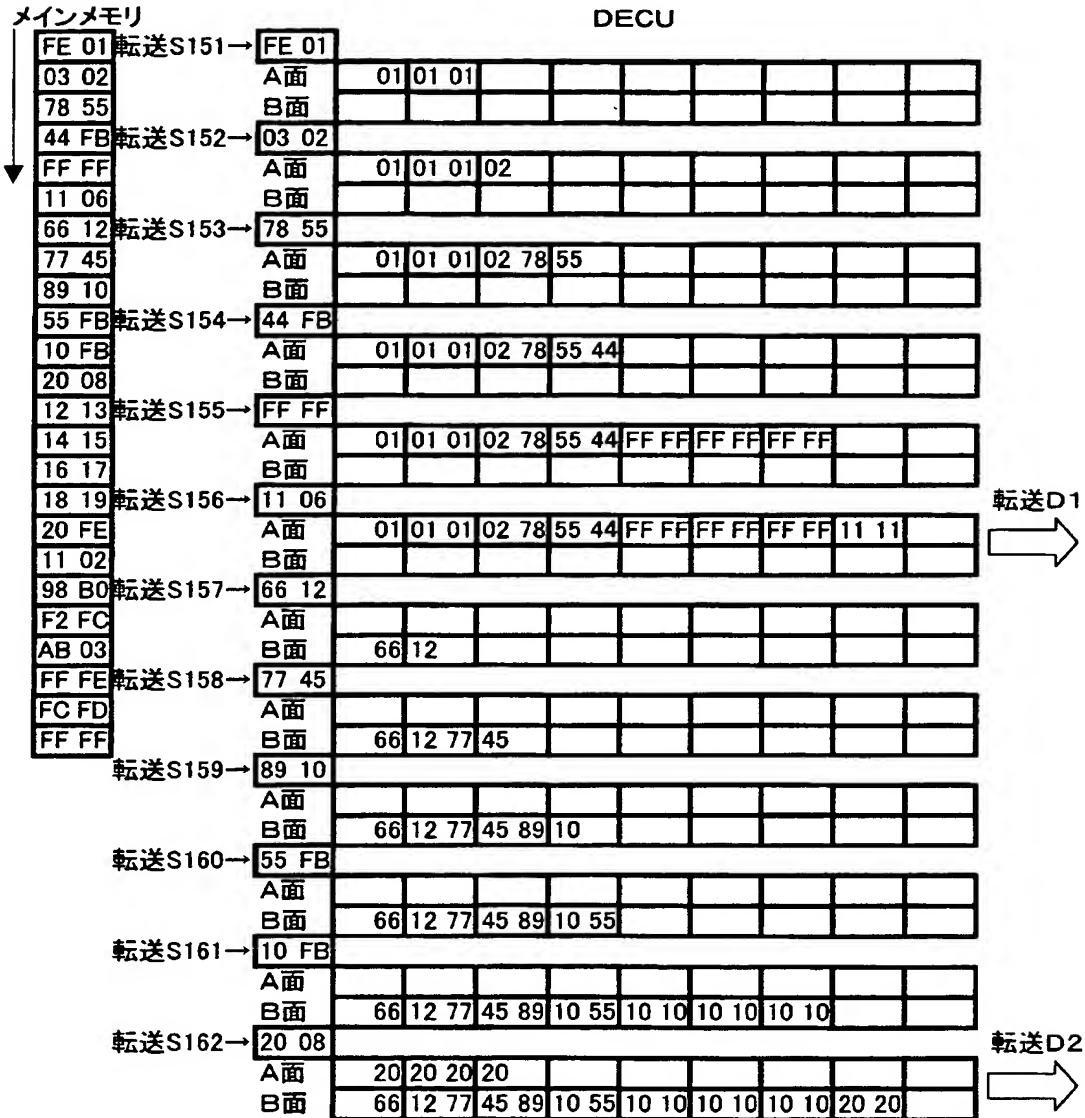 メインメモリ DECU
FE 01 転送S151→ FE 01
03 02 A面 01 01 01
78 55 B面
44 FB 転送S152→ 03 02
FF FF A面 01 01 01 02
11 06 B面
66 12 転送S153→ 78 55
77 45 A面 01 01 01 02 78 55
89 10 B面
55 FB 転送S154→ 44 FB
10 FB A面 01 01 01 02 78 55 44
20 08 B面
12 13 転送S155→ FF FF
14 15 A面 01 01 01 02 78 55 44 FF FF FF FF FF FF
16 17 B面
18 19 転送S156→ 11 06 転送D1
20 FE A面 01 01 01 02 78 55 44 FF FF FF FF FF FF 11 11
11 02 B面
98 B0 転送S157→ 66 12
F2 FC A面
AB 03 B面 66 12
FF FE 転送S158→ 77 45
FC FD A面
FF FF B面 66 12 77 45
転送S159→ 89 10
A面
B面 66 12 77 45 89 10
転送S160→ 55 FB
A面
B面 66 12 77 45 89 10 55
転送S161→ 10 FB
A面
B面 66 12 77 45 89 10 55 10 10 10 10 10 10
転送S162→ 20 08 転送D2
A面 20 20 20 20
B面 66 12 77 45 89 10 55 10 10 10 10 10 10 20 20